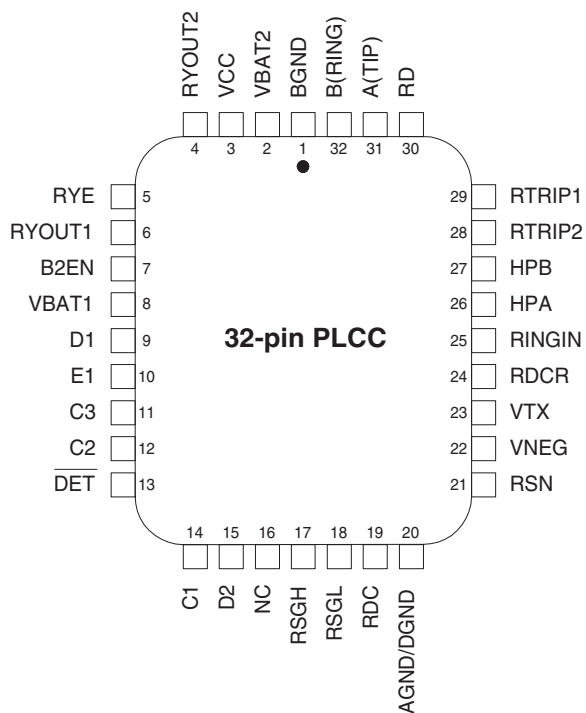 RYOUT2 VCC VBAT2 BGND B(RING) A(TIP) RD
4 3 2 1 32 31 30
RYE 5 29 RTRIP1
RYOUT1 6 28 RTRIP2
B2EN 7 27 HPB
VBAT1 8 26 HPA
D1 9 32-pin PLCC 25 RINGIN
E1 10 24 RDCR
C3 11 23 VTX
C2 12 22 VNEG
D̅E̅T̅ 13 21 RSN
14 15 16 17 18 19 20
C1 D2 NC RSGH RSGL RDC AGND/DGND